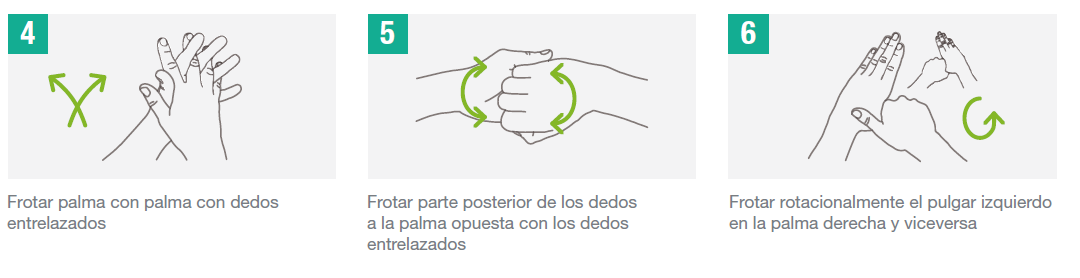 4
Frotar palma con palma con dedos
entrelazados
5
Frotar parte posterior de los dedos
a la palma opuesta con los dedos
entrelazados
6
Frotar rotacionalmente el pulgar izquierdo
en la palma derecha y viceversa